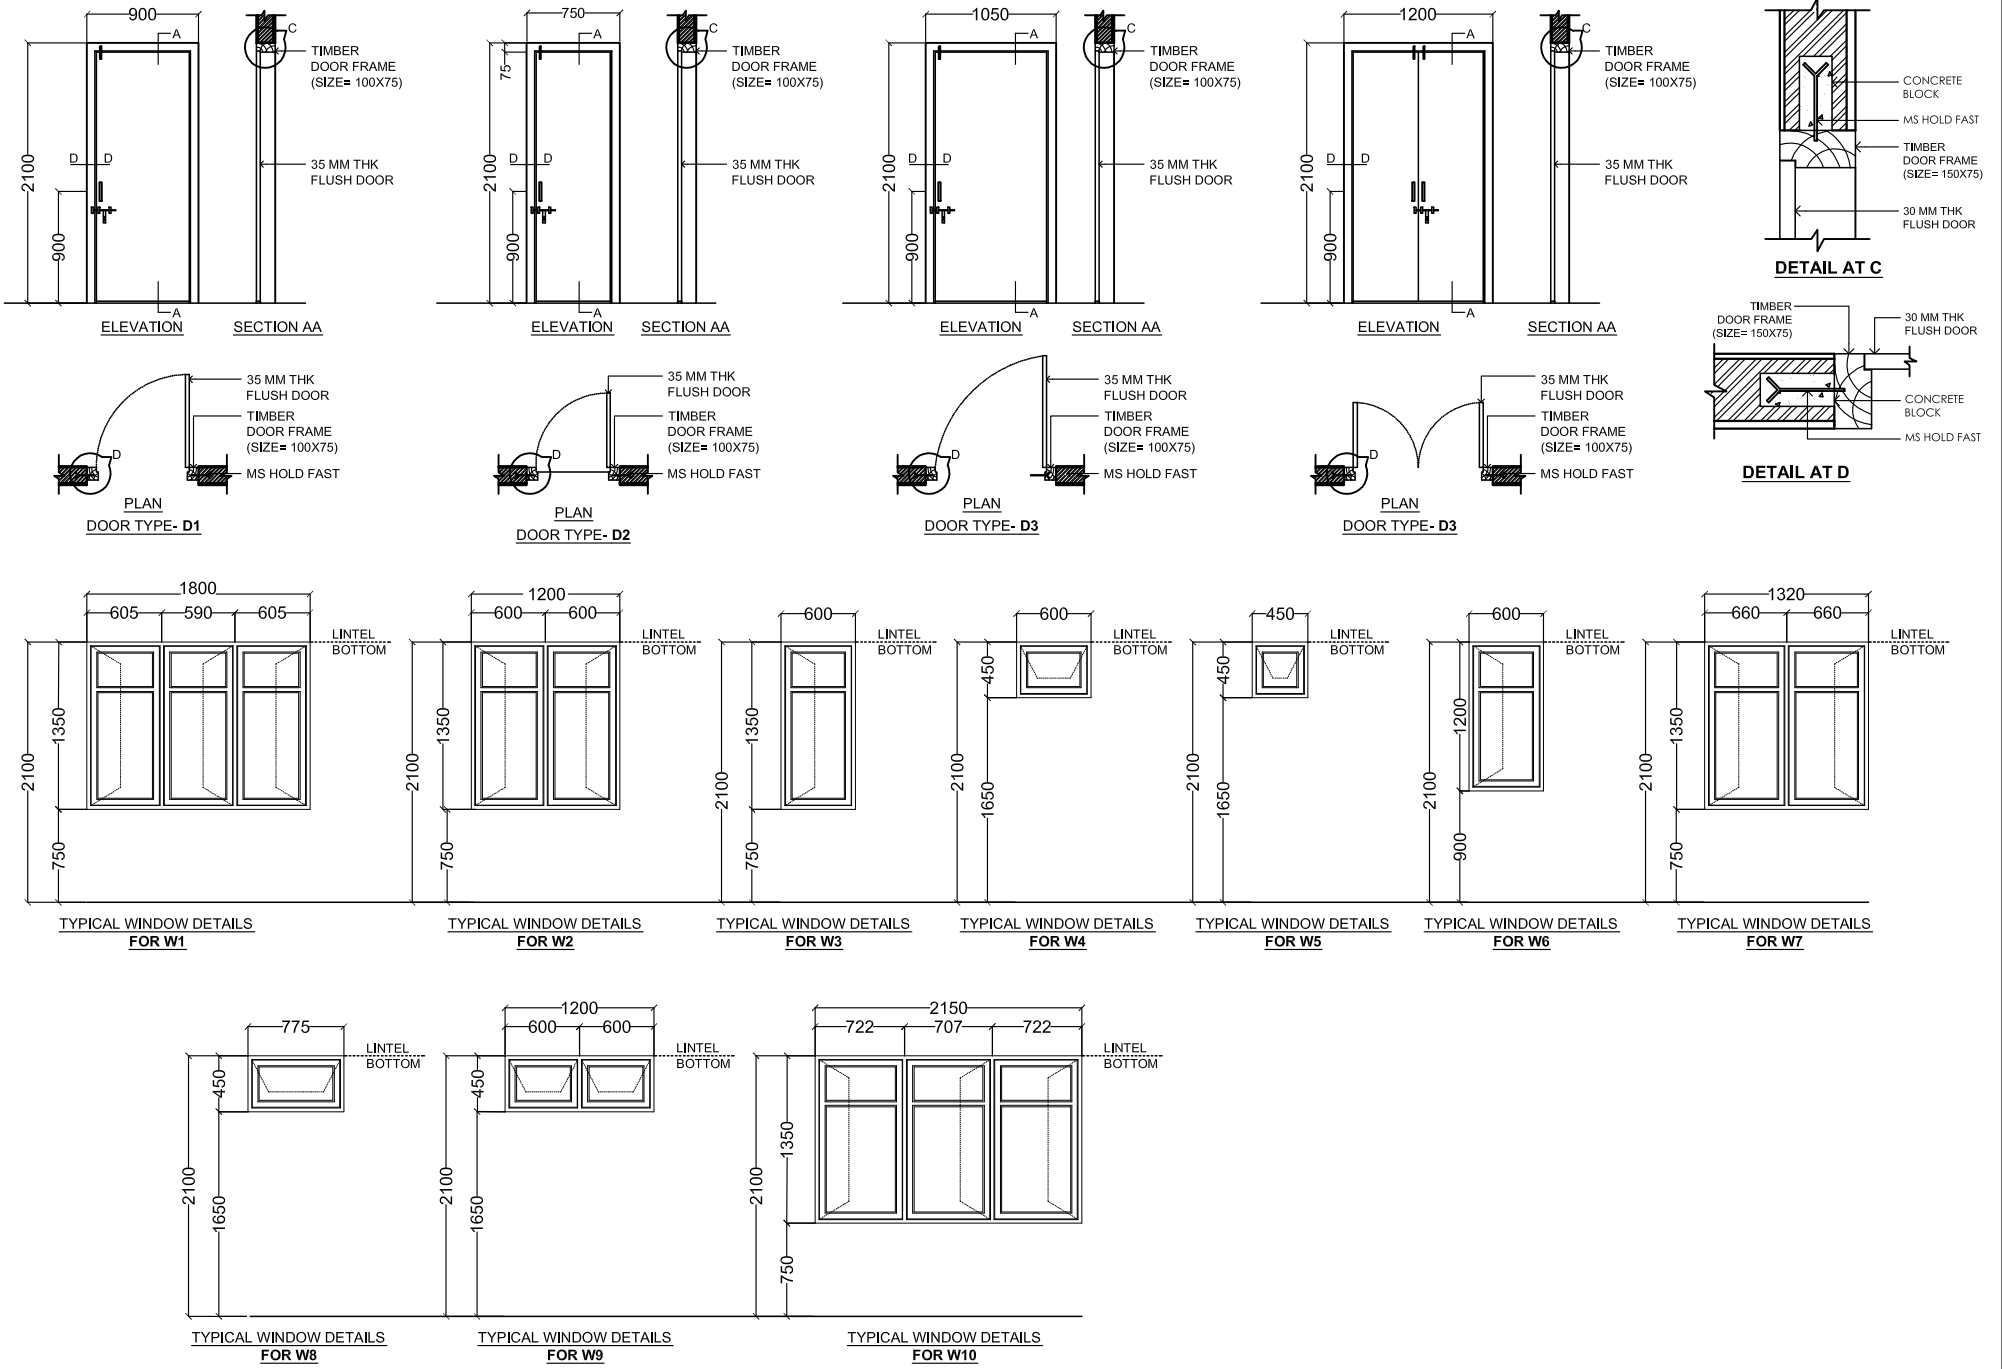 900
A
C
TIMBER
DOOR FRAME
(SIZE= 100X75)
2100
D D
35 MM THK
FLUSH DOOR
900
A
ELEVATION
SECTION AA
35 MM THK
FLUSH DOOR
TIMBER
DOOR FRAME
(SIZE= 100X75)
D
MS HOLD FAST
PLAN
DOOR TYPE- D1
750
A
C
75
TIMBER
DOOR FRAME
(SIZE= 100X75)
2100
D D
35 MM THK
FLUSH DOOR
900
A
ELEVATION
SECTION AA
35 MM THK
FLUSH DOOR
TIMBER
DOOR FRAME
(SIZE= 100X75)
D
MS HOLD FAST
PLAN
DOOR TYPE- D2
1050
A
C
TIMBER
DOOR FRAME
(SIZE= 100X75)
2100
D D
35 MM THK
FLUSH DOOR
900
A
ELEVATION
SECTION AA
35 MM THK
FLUSH DOOR
TIMBER
DOOR FRAME
(SIZE= 100X75)
D
MS HOLD FAST
PLAN
DOOR TYPE- D3
1200
A
C
TIMBER
DOOR FRAME
(SIZE= 100X75)
2100
D D
35 MM THK
FLUSH DOOR
900
A
ELEVATION
SECTION AA
35 MM THK
FLUSH DOOR
TIMBER
DOOR FRAME
(SIZE= 100X75)
D
MS HOLD FAST
PLAN
DOOR TYPE- D3
CONCRETE
BLOCK
MS HOLD FAST
TIMBER
DOOR FRAME
(SIZE= 150X75)
30 MM THK
FLUSH DOOR
DETAIL AT C
TIMBER
DOOR FRAME
(SIZE= 150X75)
30 MM THK
FLUSH DOOR
CONCRETE
BLOCK
MS HOLD FAST
DETAIL AT D
1800
605 590 605
LINTEL
BOTTOM
1350
2100
750
TYPICAL WINDOW DETAILS
FOR W1
1200
600 600
LINTEL
BOTTOM
1350
2100
750
TYPICAL WINDOW DETAILS
FOR W2
600
LINTEL
BOTTOM
1350
2100
750
TYPICAL WINDOW DETAILS
FOR W3
600
LINTEL
BOTTOM
450
2100
1650
TYPICAL WINDOW DETAILS
FOR W4
450
LINTEL
BOTTOM
450
2100
1650
TYPICAL WINDOW DETAILS
FOR W5
600
LINTEL
BOTTOM
1200
2100
900
TYPICAL WINDOW DETAILS
FOR W6
1320
660 660
LINTEL
BOTTOM
1350
2100
750
TYPICAL WINDOW DETAILS
FOR W7
775
LINTEL
BOTTOM
450
2100
1650
TYPICAL WINDOW DETAILS
FOR W8
1200
600 600
LINTEL
BOTTOM
450
2100
1650
TYPICAL WINDOW DETAILS
FOR W9
2150
722 707 722
LINTEL
BOTTOM
1350
2100
750
TYPICAL WINDOW DETAILS
FOR W10